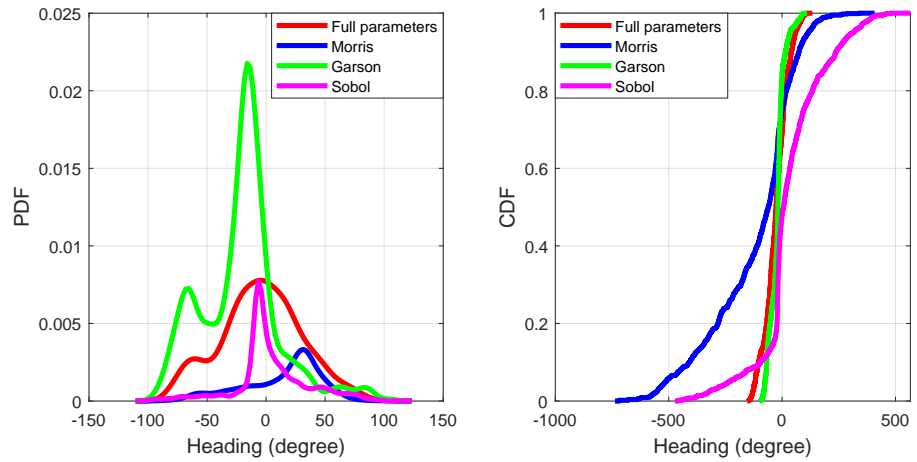 Full parameters
Morris
Garson
Sobol
0.025
0.02
0.015
0.01
0.005
0
PDF
-150
-100
-50
0
50
100
150
Heading (degree)
Full parameters
Morris
Garson
Sobol
1
0.8
0.6
0.4
0.2
0
CDF
-1000
-500
0
500
Heading (degree)